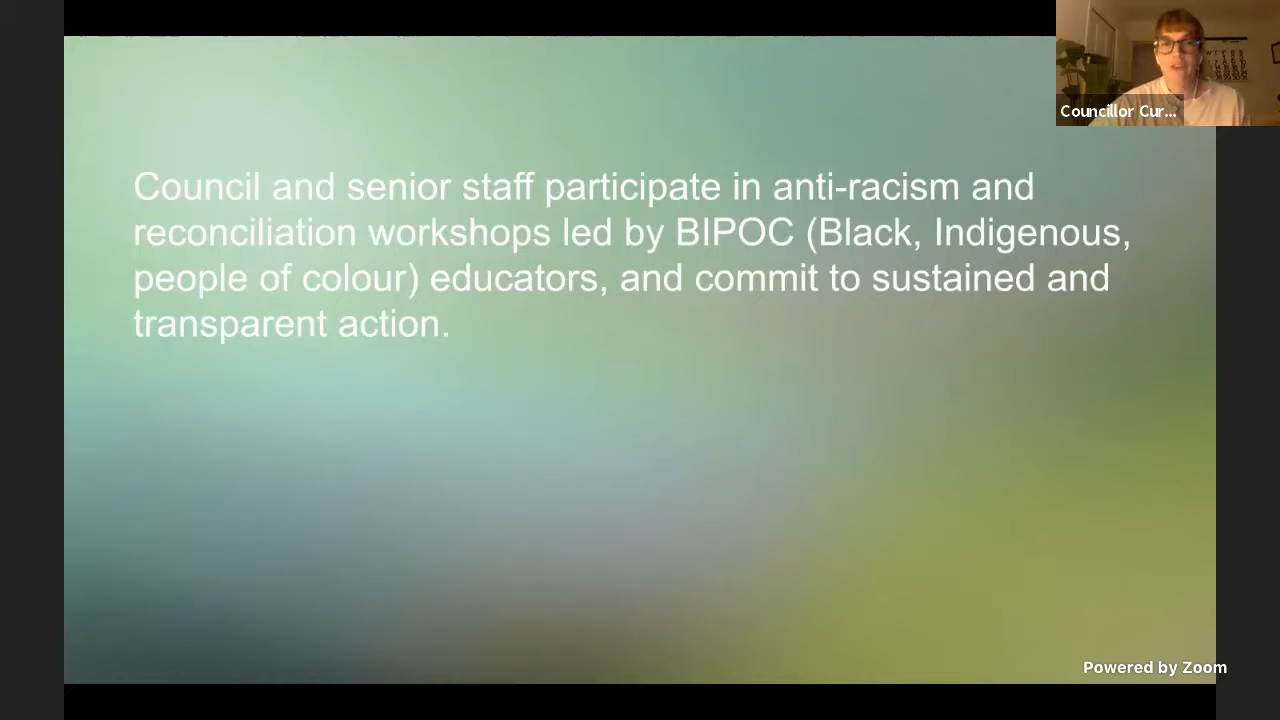 Councillor Cur...
Council and senior staff participate in anti-racism and
reconciliation workshops led by BIPOC (Black, Indigenous,
people of colour) educators, and commit to sustained and
transparent action.
Powered by Zoom